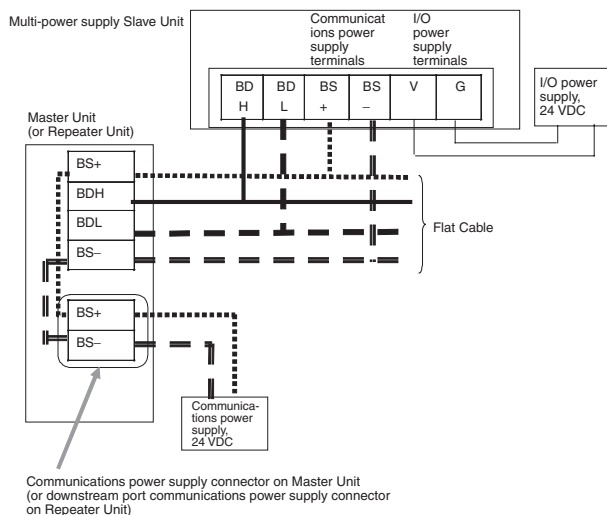 Multi-power supply Slave Unit
Communicat
ions power
supply
terminals
I/O
power
supply
terminals
BD
H
BD
L
BS
+
BS
–
V
G
I/O power
supply,
24 VDC
Master Unit
(or Repeater Unit)
BS+
BDH
BDL
BS–
Flat Cable
BS+
BS–
Communica-
tions power
supply,
24 VDC
Communications power supply connector on Master Unit
(or downstream port communications power supply connector
on Repeater Unit)